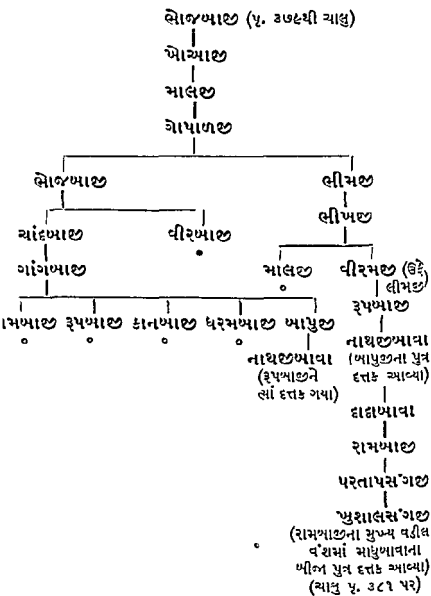 ભોજબાજી (પૃ. ૩૭૯થી ચાલુ)
ખોઆજી
માલજી
ગોપાળજી
ભોજબાજી ભીમજી
ભીખજી
ચાંદબાજી વીરબાજી
ગાંગબાજી માલજી વીરમજી (ઉર્ફે
લીમજી)
રૂપબાજી
ામબાજી રૂપબાજી કાનબાજી ધરમબાજી બાપુજી
નાથજીબાવા નાથજીબાવા
(રૂપબાજીને (બાપુજીના પુત્ર
ત્યાં દત્તક ગયા) દત્તક આવ્યા)
દાદાબાવા
રામબાજી
પરતાપસંગજી
ખુશાલસંગજી
(રામબાજીના મુખ્ય વડીલ
વંશમાં માધુબાવાના
બીજા પુત્ર દત્તક આવ્યા)
(ચાલુ પૃ. ૩૮૧ પર)